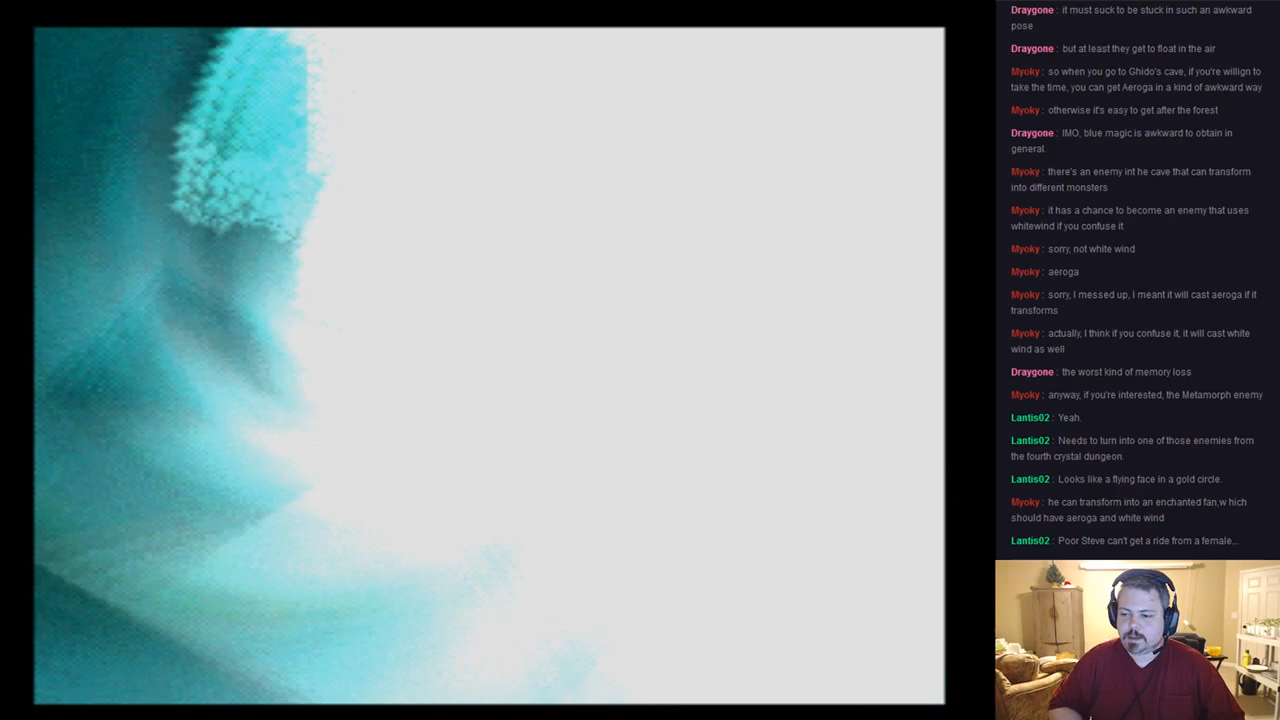 Draygone : it must suck to be stuck in such an awkward
pose
Draygone : but at least they get to float in the air
Myoky : so when you go to Ghido's cave, if you're willign to
take the time, you can get Aeroga in a kind of awkward way
Myoky : otherwise it's easy to get after the forest
Draygone : IMO, blue magic is awkward to obtain in
general.
Myoky : there's an enemy int he cave that can transform
into different monsters
Myoky : it has a chance to become an enemy that uses
whitewind if you confuse it
Myoky : sorry, not white wind
Myoky : aeroga
Myoky : sorry, I messed up, I meant it will cast aeroga if it
transforms
Myoky : actually, I think if you confuse it, it will cast white
wind as well
Draygone : the worst kind of memory loss
Myoky : anyway, if you're interested, the Metamorph enemy
Lantis02 : Yeah.
Lantis02 : Needs to turn into one of those enemies from
the fourth crystal dungeon.
Lantis02 : Looks like a flying face in a gold circle.
Myoky : he can transform into an enchanted fan,w hich
should have aeroga and white wind
Lantis02 : Poor Steve can't get a ride from a female...